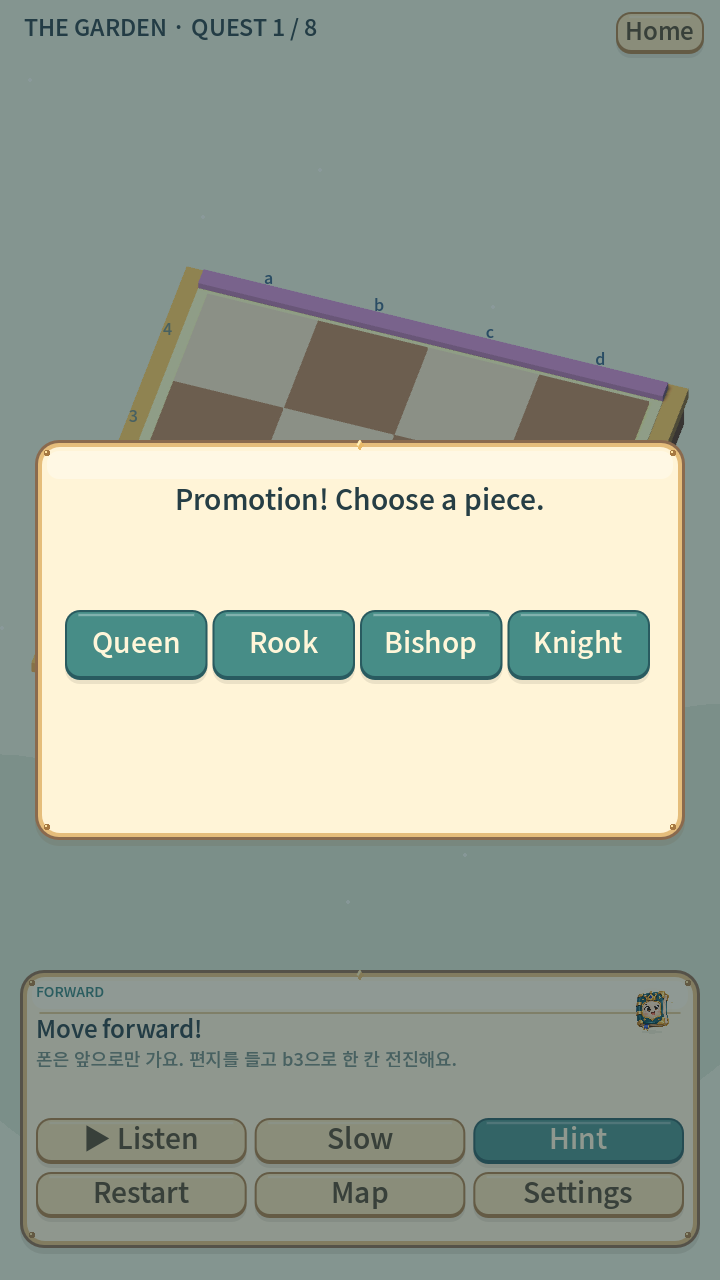 THE GARDEN · QUEST 1 / 8
Home
a
b
c
d
4
3
Promotion! Choose a piece.
Queen
Rook
Bishop
Knight
FORWARD
Move forward!
폰은 앞으로만 가요. 편지를 들고 b3으로 한 칸 전진해요.
▶ Listen
Slow
Hint
Restart
Map
Settings